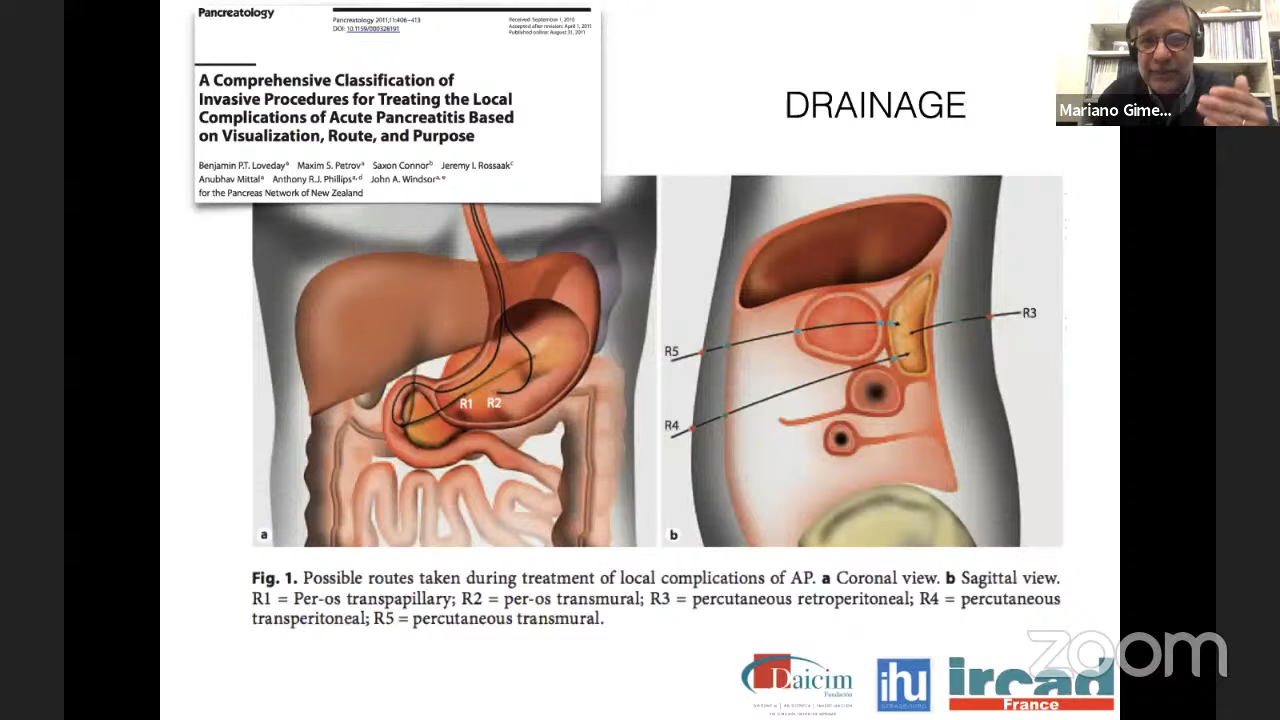 Pancreatology
Pancreatology 2011;11:406–413
DOI: 10.1159/000328191
Received: September 1, 2010
Accepted after revision: April 1, 2011
Published online: August 31, 2011
A Comprehensive Classification of
Invasive Procedures for Treating the Local
Complications of Acute Pancreatitis Based
on Visualization, Route, and Purpose
Benjamin P.T. Loveday a Maxim S. Petrov a Saxon Connor b Jeremy I. Rossaak c
Anubhav Mittal a Anthony R.J. Phillips a, d John A. Windsor a, e
for the Pancreas Network of New Zealand
DRAINAGE
Mariano Gime...
R1 R2
R3
R5
R4
a
b
Fig. 1. Possible routes taken during treatment of local complications of AP. a Coronal view. b Sagittal view.
R1 = Per-os transpapillary; R2 = per-os transmural; R3 = percutaneous retroperitoneal; R4 = percutaneous
transperitoneal; R5 = percutaneous transmural.
Daicim
Fundación
ihu
STRASBOURG
ircad
France
zoom